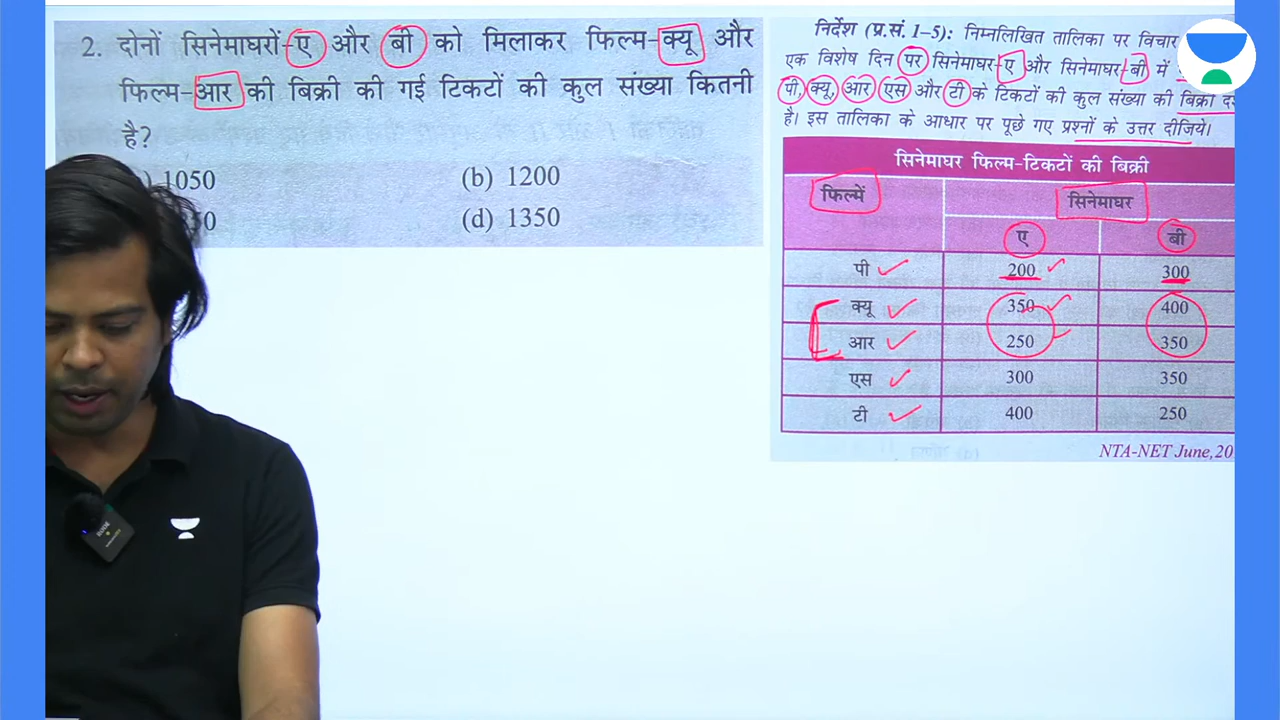 2. दोनों सिनेमाघरों-ए और बी को मिलाकर फिल्म-क्यू और
फिल्म-आर की बिक्री की गई टिकटों की कुल संख्या कितनी
है?
1050
(b) 1200
50
(d) 1350
निर्देश (प्र.सं. 1–5): निम्नलिखित तालिका पर विचार
एक विशेष दिन पर सिनेमाघर-ए और सिनेमाघर-बी में
पी, क्यू, आर एस और टी के टिकटों की कुल संख्या की बिक्री
है। इस तालिका के आधार पर पूछे गए प्रश्नों के उत्तर दीजिये।
सिनेमाघर फिल्म-टिकटों की बिक्री
फिल्में सिनेमाघर
ए बी
पी 200 300
क्यू 350 400
आर 250 350
एस 300 350
टी 400 250
NTA-NET June, 20